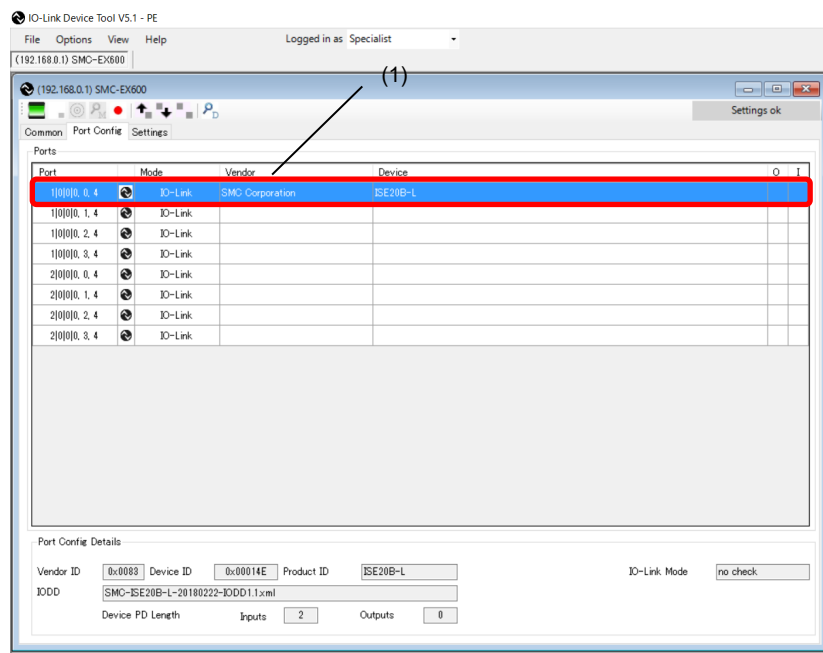 IO-Link Device Tool V5.1 - PE
File Options View Help Logged in as Specialist
(192.168.0.1) SMC-EX600
(1)
(192.168.0.1) SMC-EX600
Settings ok
Common Port Config Settings
Ports
Port Mode Vendor Device O I
1|0|0|0, 0, 4 IO-Link SMC Corporation ISE20B-L
1|0|0|0, 1, 4 IO-Link
1|0|0|0, 2, 4 IO-Link
1|0|0|0, 3, 4 IO-Link
2|0|0|0, 0, 4 IO-Link
2|0|0|0, 1, 4 IO-Link
2|0|0|0, 2, 4 IO-Link
2|0|0|0, 3, 4 IO-Link
Port Config Details
Vendor ID 0x0083 Device ID 0x00014E Product ID ISE20B-L IO-Link Mode no check
IODD SMC-ISE20B-L-20180222-IODD1.1.xml
Device PD Length Inputs 2 Outputs 0